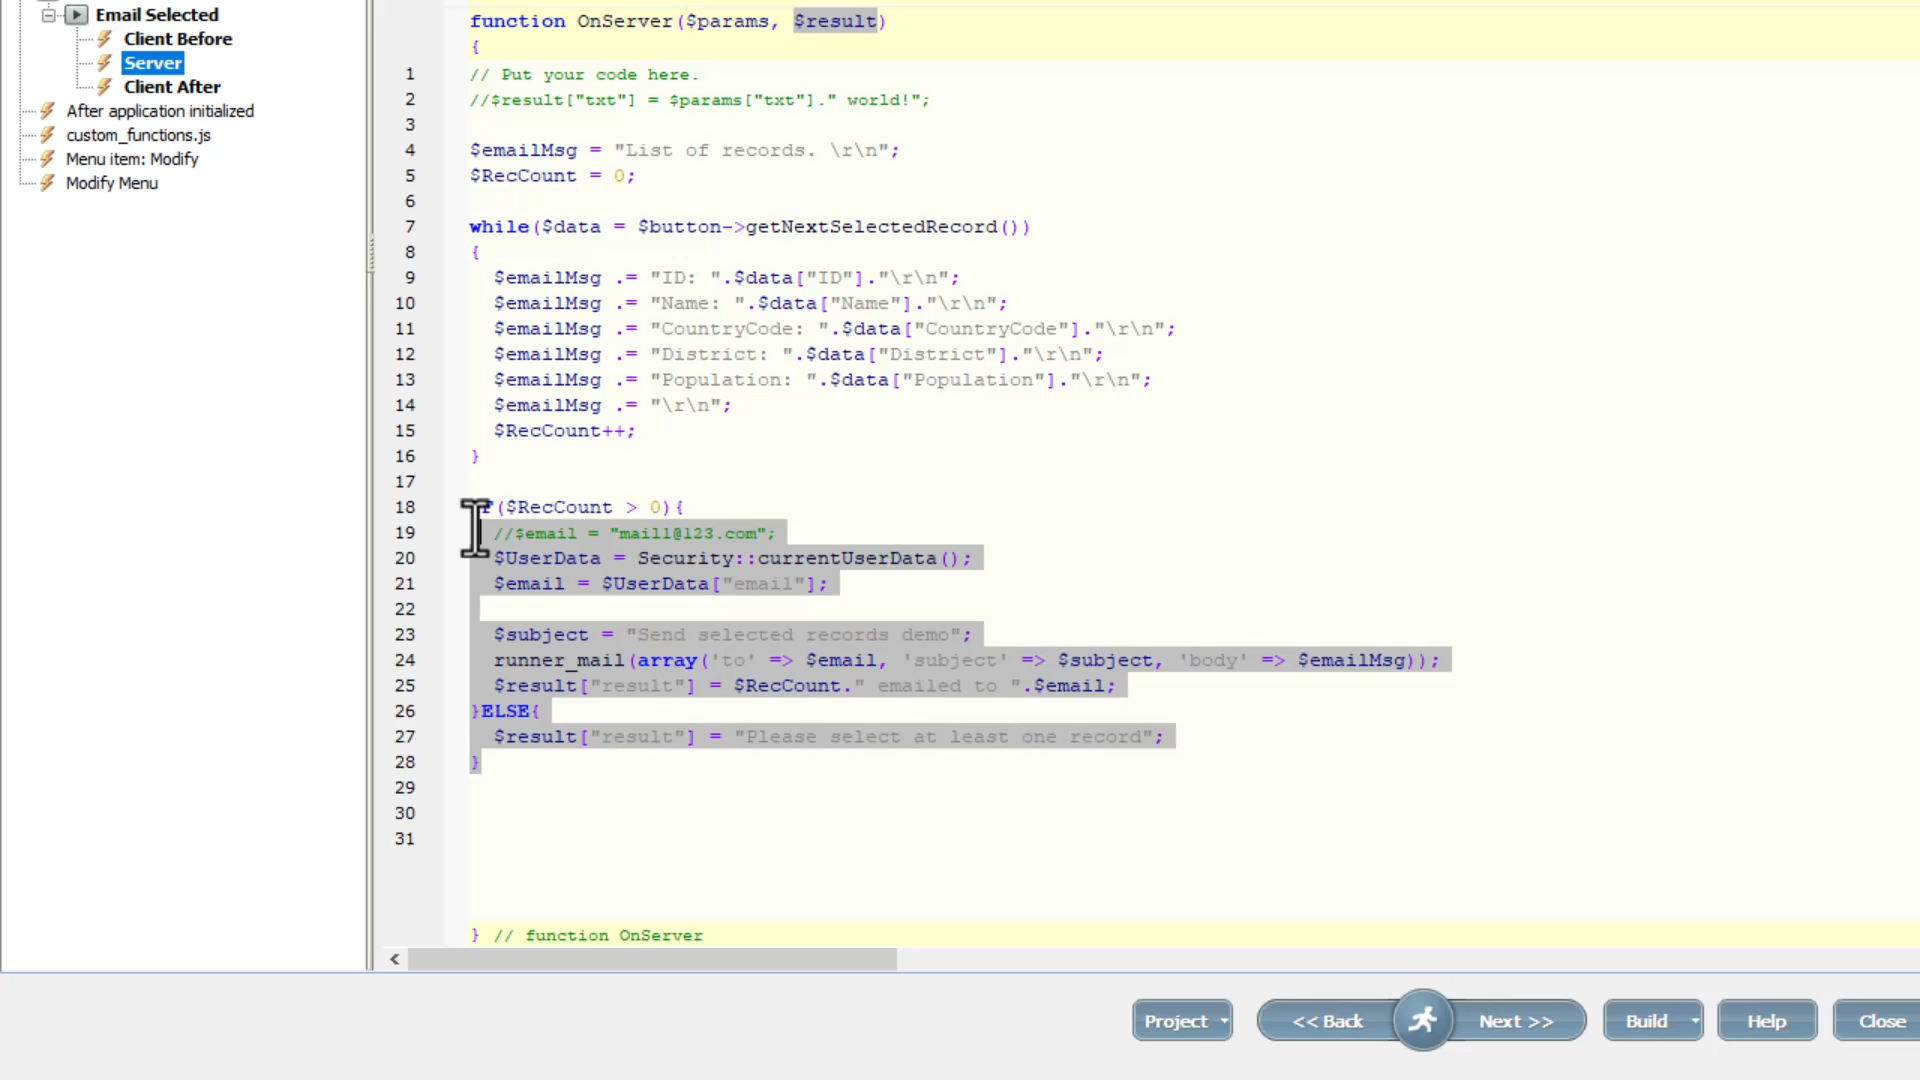 Email Selected
Client Before
Server
Client After
After application initialized
custom_functions.js
Menu item: Modify
Modify Menu
function OnServer($params, $result)
{
1 // Put your code here.
2 //$result["txt"] = $params["txt"]." world!";
3
4 $emailMsg = "List of records. \r\n";
5 $RecCount = 0;
6
7 while($data = $button->getNextSelectedRecord())
8 {
9 $emailMsg .= "ID: ".$data["ID"]."\r\n";
10 $emailMsg .= "Name: ".$data["Name"]."\r\n";
11 $emailMsg .= "CountryCode: ".$data["CountryCode"]."\r\n";
12 $emailMsg .= "District: ".$data["District"]."\r\n";
13 $emailMsg .= "Population: ".$data["Population"]."\r\n";
14 $emailMsg .= "\r\n";
15 $RecCount++;
16 }
17
18 f($RecCount > 0){
19 //$email = "mail1@123.com";
20 $UserData = Security::currentUserData();
21 $email = $UserData["email"];
22
23 $subject = "Send selected records demo";
24 runner_mail(array('to' => $email, 'subject' => $subject, 'body' => $emailMsg));
25 $result["result"] = $RecCount." emailed to ".$email;
26 }ELSE{
27 $result["result"] = "Please select at least one record";
28 }
29
30
31
} // function OnServer
Project
<< Back
Next >>
Build
Help
Close